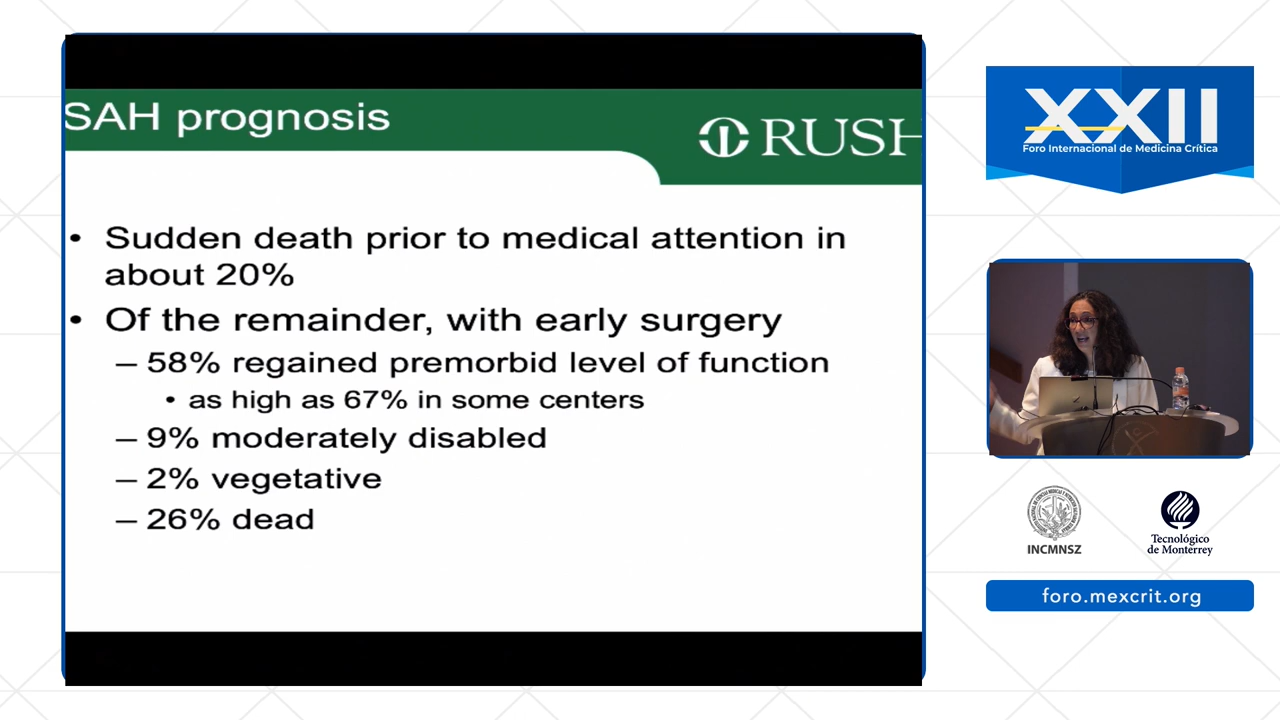 SAH prognosis
RUSH
• Sudden death prior to medical attention in
about 20%
• Of the remainder, with early surgery
– 58% regained premorbid level of function
• as high as 67% in some centers
– 9% moderately disabled
– 2% vegetative
– 26% dead
XXII
Foro Internacional de Medicina Crítica
INCMNSZ
Tecnológico
de Monterrey
foro.mexcrit.org